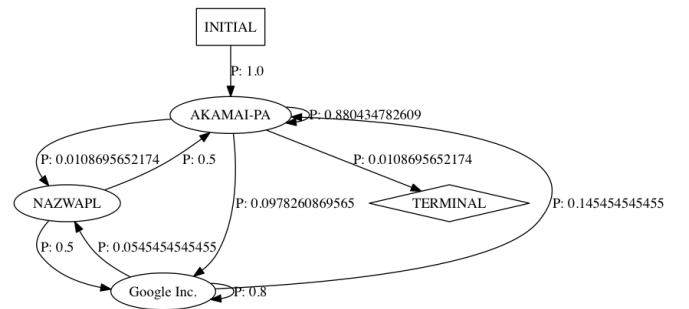 INITIAL
P: 1.0
AKAMAI-PA
P: 0.880434782609
P: 0.0108695652174
P: 0.5
P: 0.0108695652174
NAZWAPL
P: 0.0978260869565
TERMINAL
P: 0.145454545455
P: 0.5
P: 0.0545454545455
Google Inc.
P: 0.8